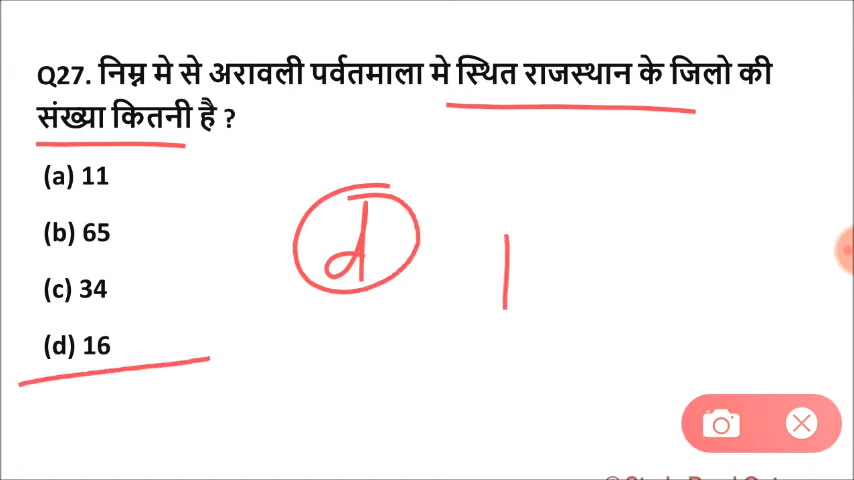 Q27. निम्न मे से अरावली पर्वतमाला मे स्थित राजस्थान के जिलो की
संख्या कितनी है ?
(a) 11
(b) 65
(c) 34
(d) 16
d